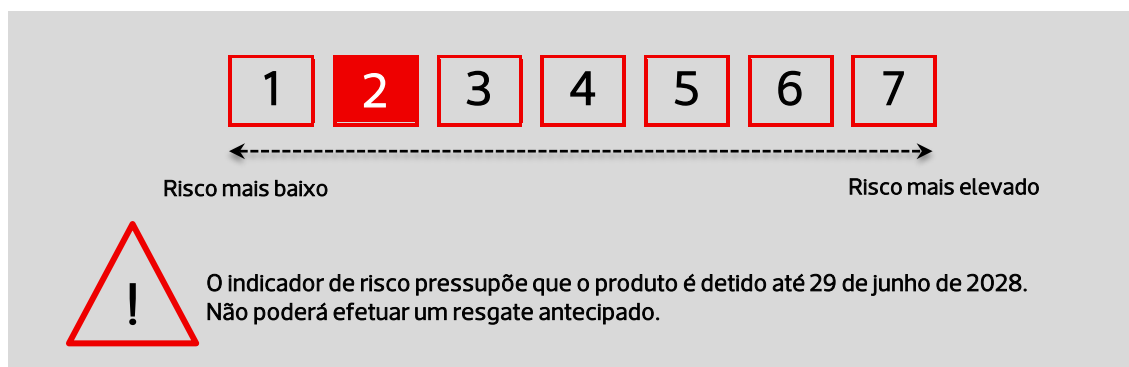 1 2 3 4 5 6 7
Risco mais baixo
Risco mais elevado
!
O indicador de risco pressupõe que o produto é detido até 29 de junho de 2028.
Não poderá efetuar um resgate antecipado.